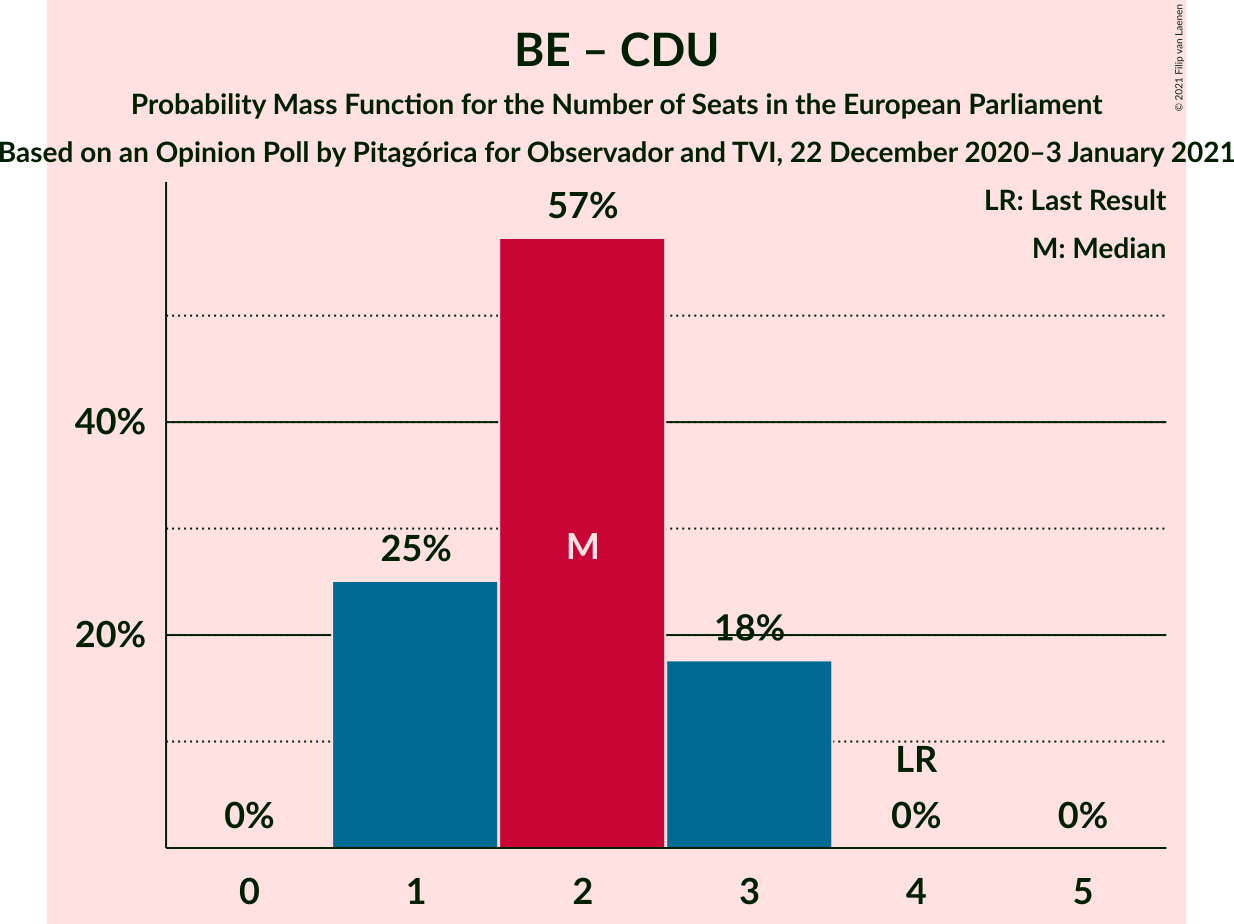 BE – CDU
© 2021 Filip van Laenen
Probability Mass Function for the Number of Seats in the European Parliament
Based on an Opinion Poll by Pitagórica for Observador and TVI, 22 December 2020–3 January 2021
LR: Last Result
M: Median
57%
40%
25%
M
20%
18%
LR
0%
0%
0%
0
1
2
3
4
5